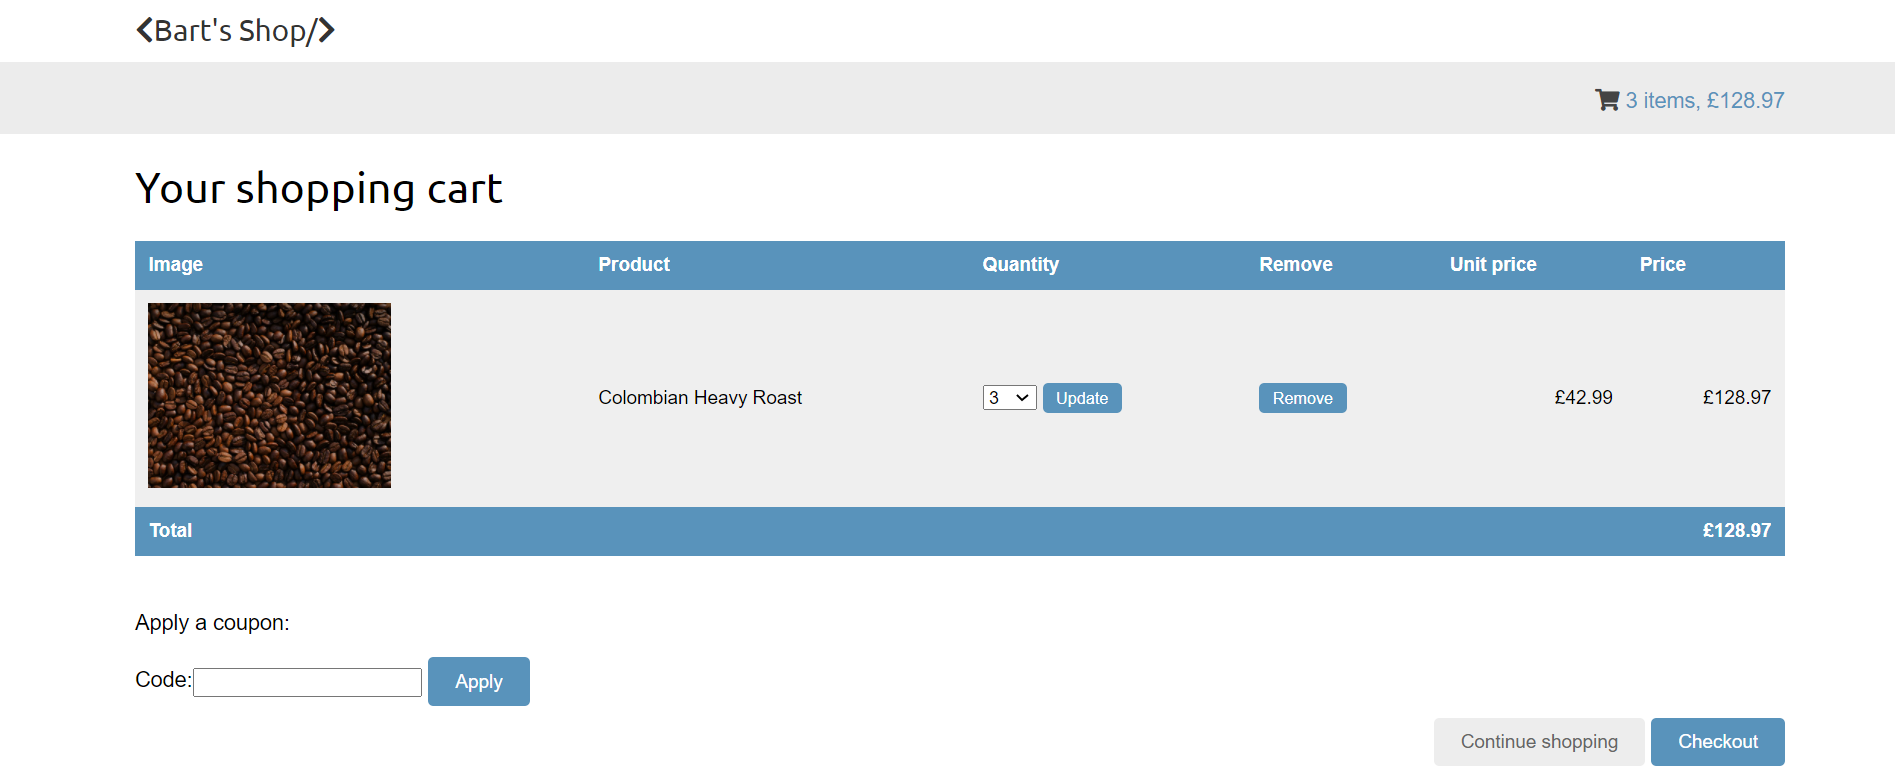 <Bart's Shop/>
3 items, £128.97
Your shopping cart
Image Product Quantity Remove Unit price Price
Colombian Heavy Roast 3 Update Remove £42.99 £128.97
Total £128.97
Apply a coupon:
Code: Apply
Continue shopping Checkout